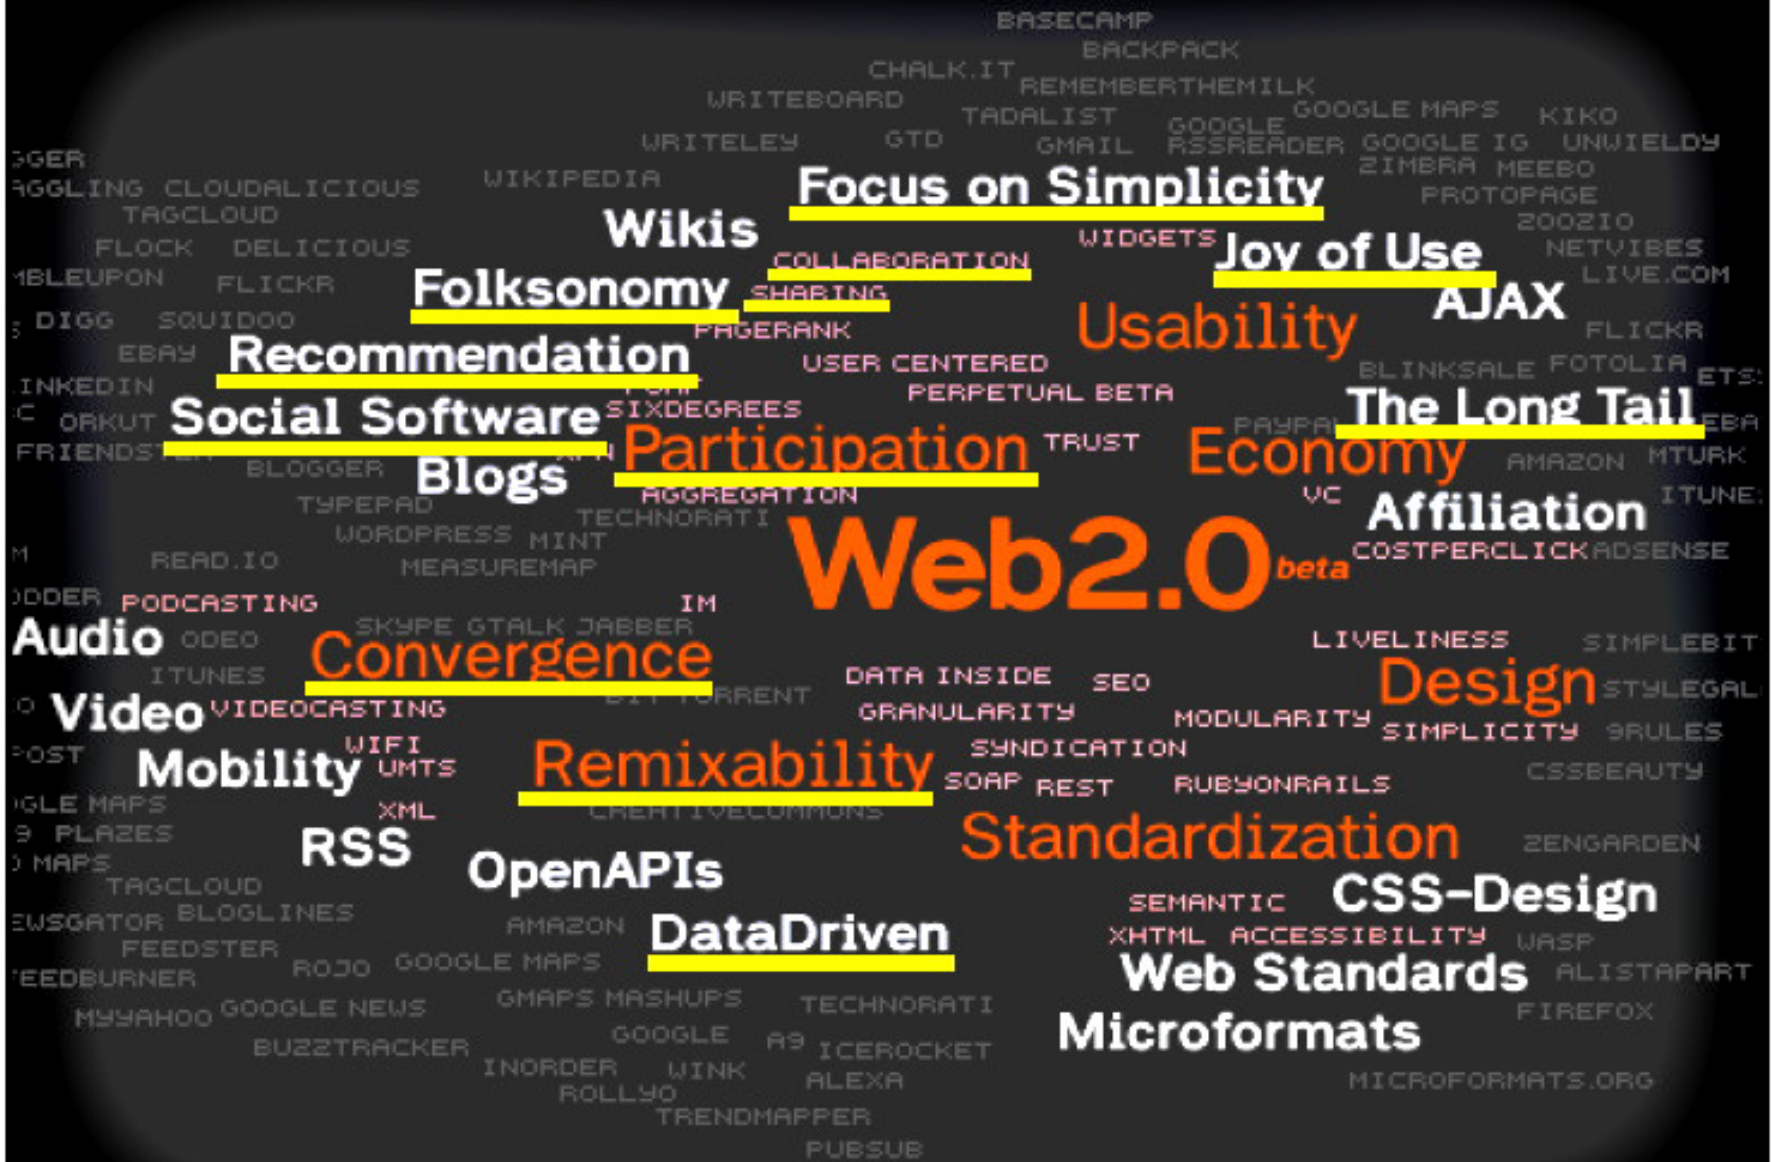 BASECAMP
BACKPACK
CHALK.IT
REMEMBERTHEMILK
WRITEBOARD
GOOGLE MAPS
TADALIST
KIKO
GOOGLE
WRITELEY GTD GMAIL RSSREADER GOOGLE IG UNWIELDY
ZIMBRA MEEBO
CLOUDALICIOUS WIKIPEDIA Focus on Simplicity PROTOPAGE
TAGCLOUD Wikis ZOOZIO
FLOCK DELICIOUS COLLABORATION WIDGETS Joy of Use NETVIBES
FLICKR Folksonomy SHARING AJAX LIVE.COM
DIGG SQUIDOO PAGERANK Usability FLICKR
EBAY Recommendation USER CENTERED BLINKSALE FOTOLIA
PERPETUAL BETA
ORKUT Social Software SIXDEGREES The Long Tail
Participation TRUST Economy AMAZON MTURK
BLOGGER Blogs AGGREGATION VC
TYPEPAD TECHNORATI Affiliation
WORDPRESS MINT
READ.IO MEASUREMAP Web2.0 beta COSTPERCLICK ADSENSE
PODCASTING IM
Audio ODEO SKYPE GTALK JABBER LIVELINESS
ITUNES Convergence DATA INSIDE SEO Design
Video VIDEOCASTING GRANULARITY MODULARITY SIMPLICITY 9RULES
WIFI SYNDICATION
Mobility UMTS Remixability SOAP REST RUBYONRAILS CSSBEAUTY
XML CREATIVECOMMONS
PLAZES RSS Standardization ZENGARDEN
MAPS OpenAPIs
TAGCLOUD SEMANTIC CSS-Design
BLOGLINES AMAZON DataDriven XHTML ACCESSIBILITY WASP
FEEDSTER ROJO GOOGLE MAPS Web Standards ALISTAPART
MYYAHOO GOOGLE NEWS GMAPS MASHUPS TECHNORATI FIREFOX
BUZZTRACKER GOOGLE A9 ICEROCKET Microformats
INORDER WINK ALEXA MICROFORMATS.ORG
ROLLYO
TRENDMAPPER
PUBSUB